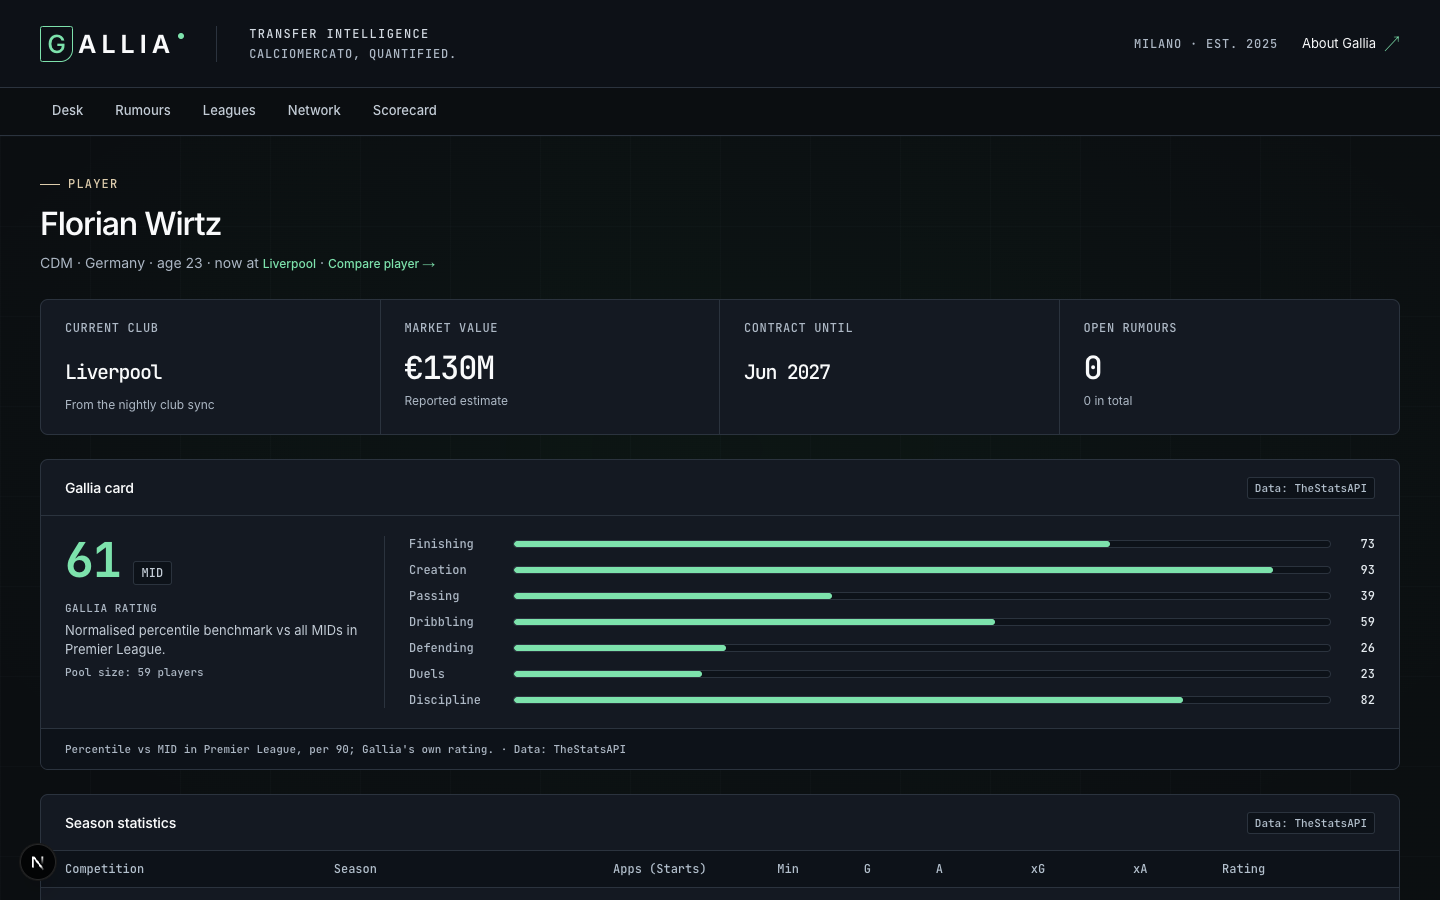 GALLIA
TRANSFER INTELLIGENCE
CALCIOMERCATO, QUANTIFIED.
MILANO · EST. 2025
About Gallia
Desk
Rumours
Leagues
Network
Scorecard
PLAYER
Florian Wirtz
CDM · Germany · age 23 · now at Liverpool · Compare player →
CURRENT CLUB
Liverpool
From the nightly club sync
MARKET VALUE
€130M
Reported estimate
CONTRACT UNTIL
Jun 2027
OPEN RUMOURS
0
0 in total
Gallia card
Data: TheStatsAPI
61 MID
GALLIA RATING
Normalised percentile benchmark vs all MIDs in
Premier League.
Pool size: 59 players
Finishing 73
Creation 93
Passing 39
Dribbling 59
Defending 26
Duels 23
Discipline 82
Percentile vs MID in Premier League, per 90; Gallia's own rating. · Data: TheStatsAPI
Season statistics
Data: TheStatsAPI
N
Competition Season Apps (Starts) Min G A xG xA Rating